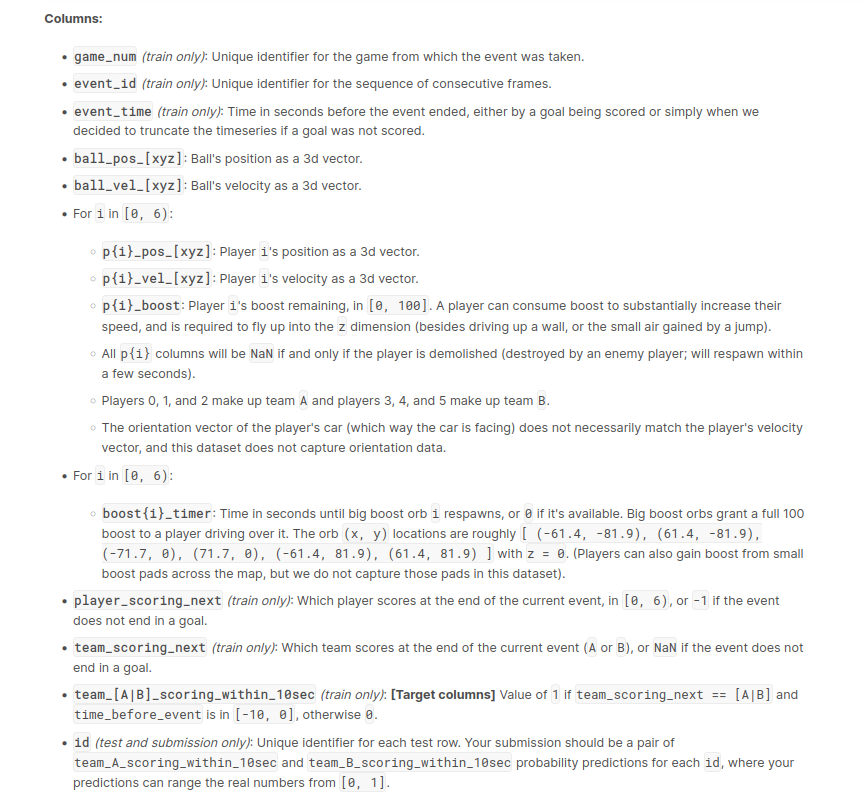 Columns:
• game_num (train only): Unique identifier for the game from which the event was taken.
• event_id (train only): Unique identifier for the sequence of consecutive frames.
• event_time (train only): Time in seconds before the event ended, either by a goal being scored or simply when we
decided to truncate the timeseries if a goal was not scored.
• ball_pos_[xyz]: Ball's position as a 3d vector.
• ball_vel_[xyz]: Ball's velocity as a 3d vector.
• For i in [0, 6):
◦ p{i}_pos_[xyz]: Player i's position as a 3d vector.
◦ p{i}_vel_[xyz]: Player i's velocity as a 3d vector.
◦ p{i}_boost: Player i's boost remaining, in [0, 100]. A player can consume boost to substantially increase their
speed, and is required to fly up into the z dimension (besides driving up a wall, or the small air gained by a jump).
◦ All p{i} columns will be NaN if and only if the player is demolished (destroyed by an enemy player; will respawn within
a few seconds).
◦ Players 0, 1, and 2 make up team A and players 3, 4, and 5 make up team B.
◦ The orientation vector of the player's car (which way the car is facing) does not necessarily match the player's velocity
vector, and this dataset does not capture orientation data.
• For i in [0, 6):
◦ boost{i}_timer: Time in seconds until big boost orb i respawns, or 0 if it's available. Big boost orbs grant a full 100
boost to a player driving over it. The orb (x, y) locations are roughly [ (-61.4, -81.9), (61.4, -81.9),
(-71.7, 0), (71.7, 0), (-61.4, 81.9), (61.4, 81.9) ] with z = 0. (Players can also gain boost from small
boost pads across the map, but we do not capture those pads in this dataset).
• player_scoring_next (train only): Which player scores at the end of the current event, in [0, 6), or -1 if the event
does not end in a goal.
• team_scoring_next (train only): Which team scores at the end of the current event (A or B), or NaN if the event does not
end in a goal.
• team_[A|B]_scoring_within_10sec (train only): [Target columns] Value of 1 if team_scoring_next == [A|B] and
time_before_event is in [-10, 0], otherwise 0.
• id (test and submission only): Unique identifier for each test row. Your submission should be a pair of
team_A_scoring_within_10sec and team_B_scoring_within_10sec probability predictions for each id, where your
predictions can range the real numbers from [0, 1].